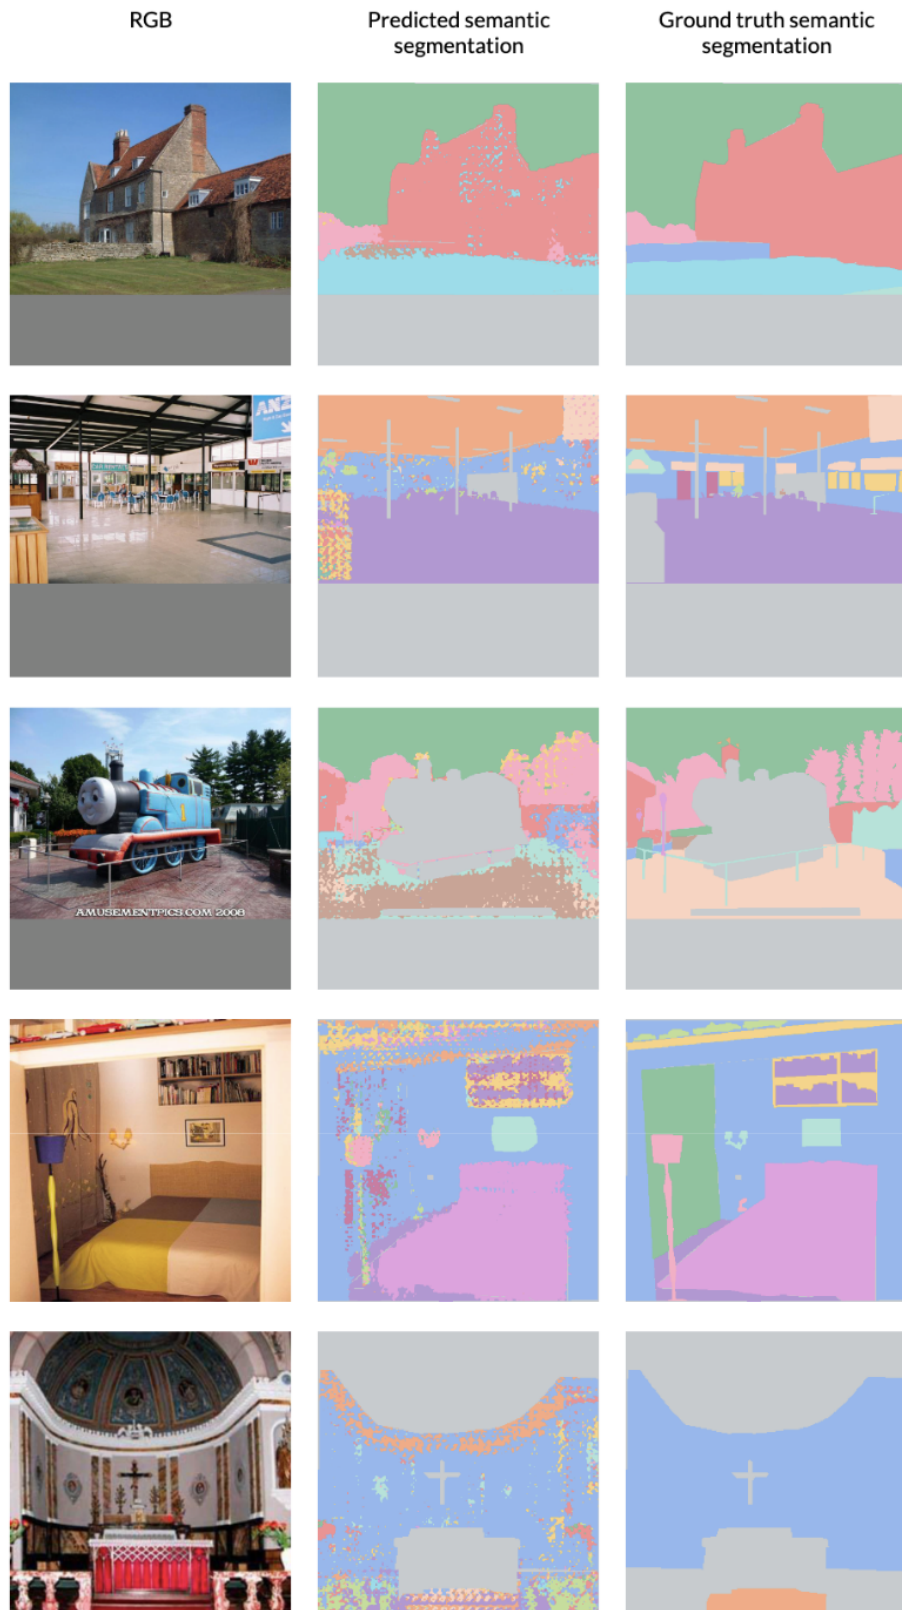 RGB
Predicted semantic
segmentation
Ground truth semantic
segmentation
ANZ
AMUSEMENTPICS.COM 2008